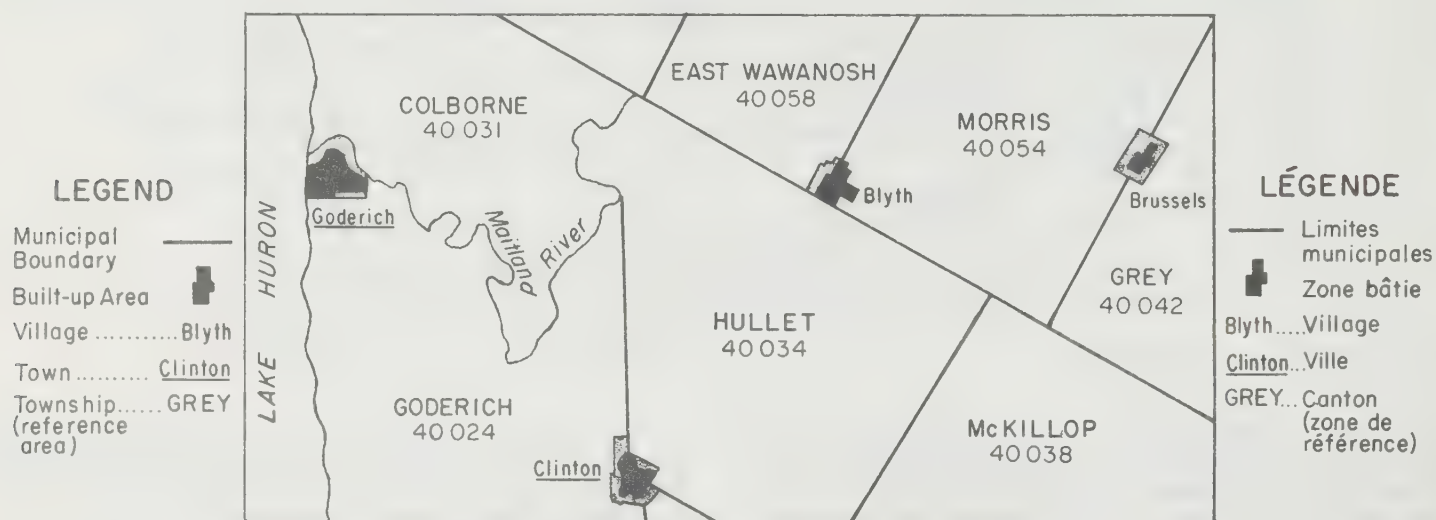 LEGEND
Municipal
Boundary
Built-up Area
Village ........... Blyth
Town ......... Clinton
Township...... GREY
(reference
area)
LAKE HURON
COLBORNE
40 031
Goderich
Maitland
River
GODERICH
40 024
Clinton
EAST WAWANOSH
40 058
Blyth
HULLET
40 034
MORRIS
40 054
Brussels
GREY
40 042
McKILLOP
40 038
LÉGENDE
Limites
municipales
Zone bâtie
Blyth.....Village
Clinton...Ville
GREY... Canton
(zone de
référence)